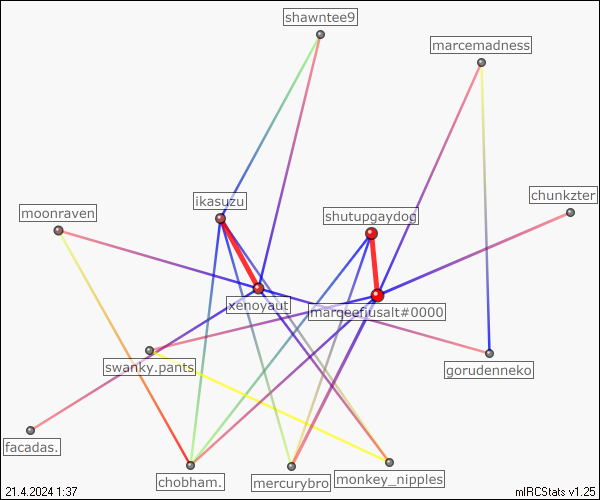 shawntee9
marcemadness
ikasuzu
chunkzter
moonraven
shutupgaydog
xenoyaut
marqeefiusalt#0000
swanky.pants
gorudenneko
facadas.
chobham.
mercurybro
monkey_nipples
21.4.2024 1:37
mIRCStats v1.25